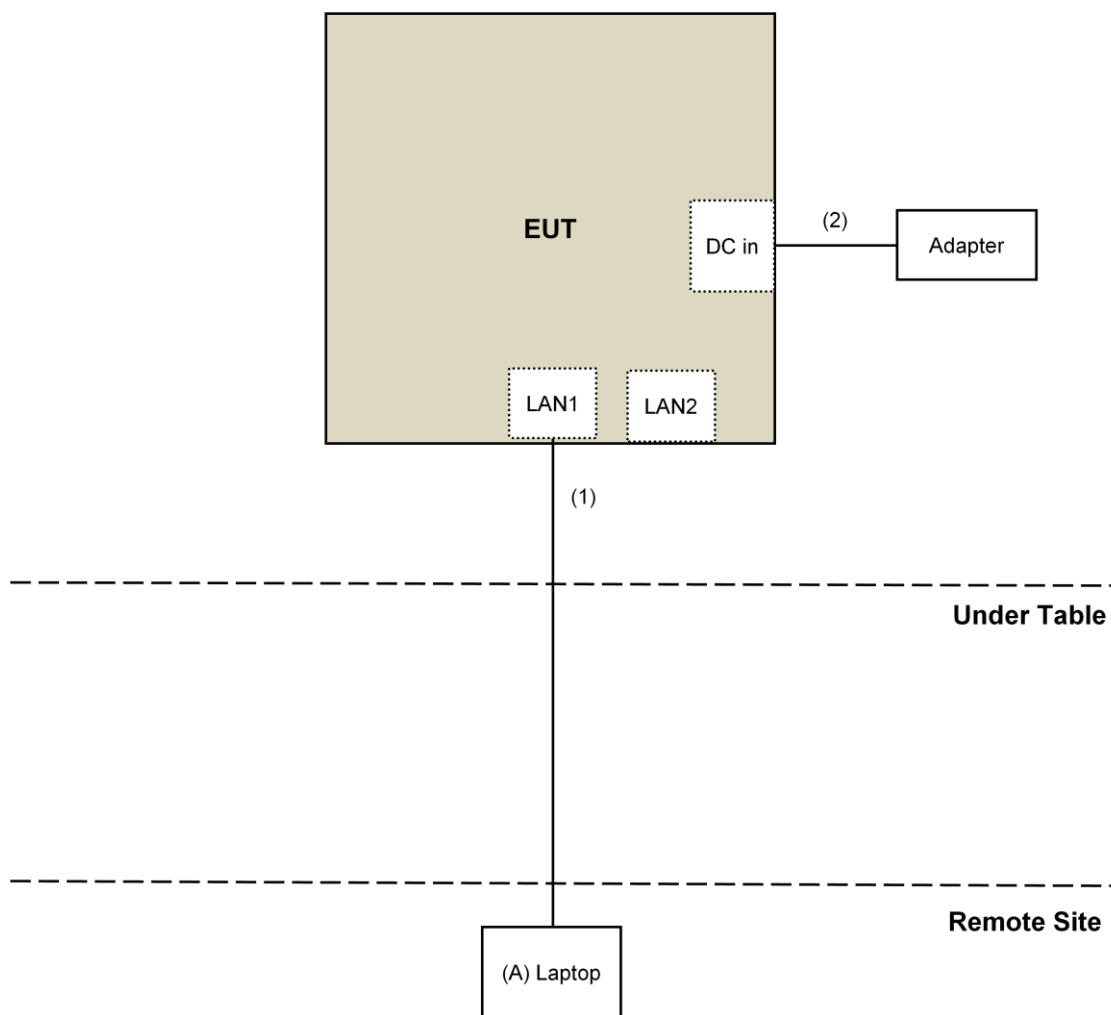 EUT
DC in
(2)
Adapter
LAN1
LAN2
(1)
Under Table
Remote Site
(A) Laptop